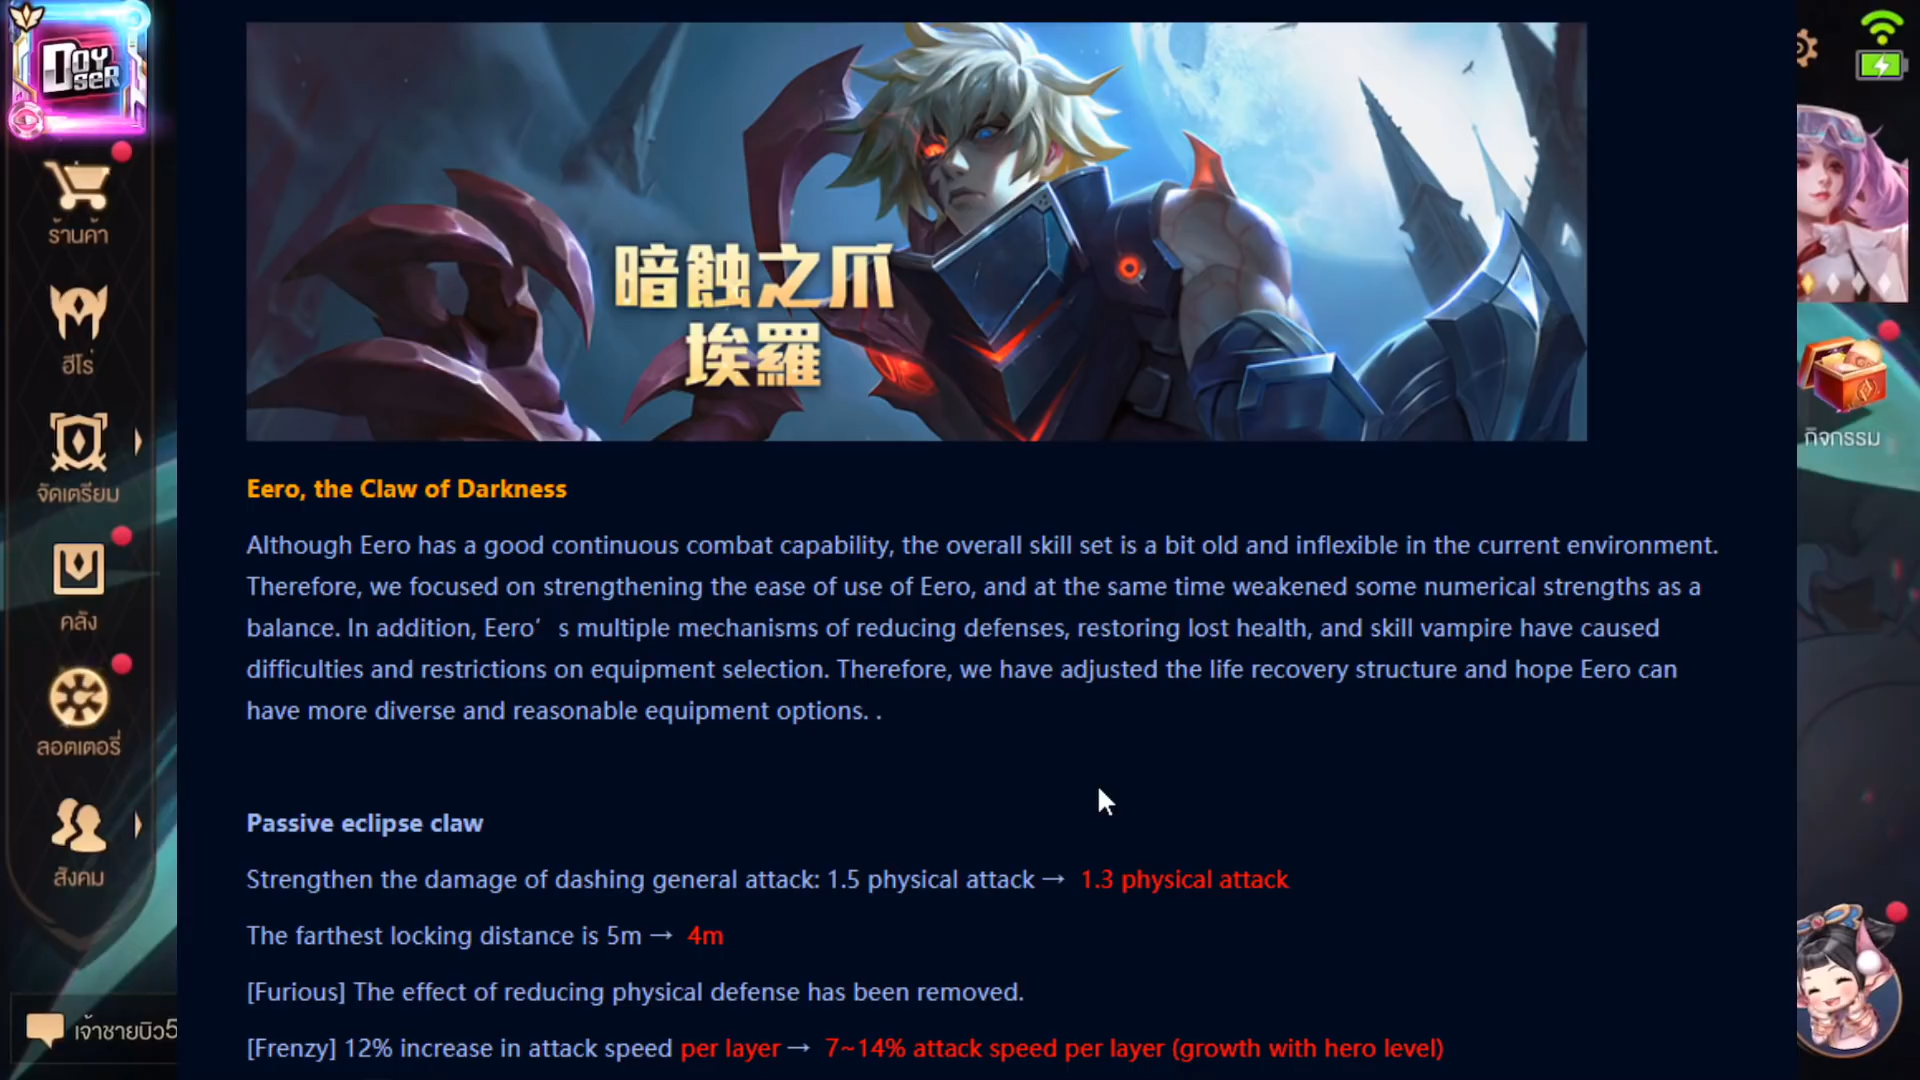 DOYSER
ร้านค้า
ฮีโร่
จัดเตรียม
คลัง
ลอตเตอรี่
สังคม
เจ้าชายบิว5
暗蝕之爪
埃羅
Eero, the Claw of Darkness
Although Eero has a good continuous combat capability, the overall skill set is a bit old and inflexible in the current environment.
Therefore, we focused on strengthening the ease of use of Eero, and at the same time weakened some numerical strengths as a
balance. In addition, Eero’ s multiple mechanisms of reducing defenses, restoring lost health, and skill vampire have caused
difficulties and restrictions on equipment selection. Therefore, we have adjusted the life recovery structure and hope Eero can
have more diverse and reasonable equipment options. .
Passive eclipse claw
Strengthen the damage of dashing general attack: 1.5 physical attack → 1.3 physical attack
The farthest locking distance is 5m → 4m
[Furious] The effect of reducing physical defense has been removed.
[Frenzy] 12% increase in attack speed per layer → 7~14% attack speed per layer (growth with hero level)
กิจกรรม